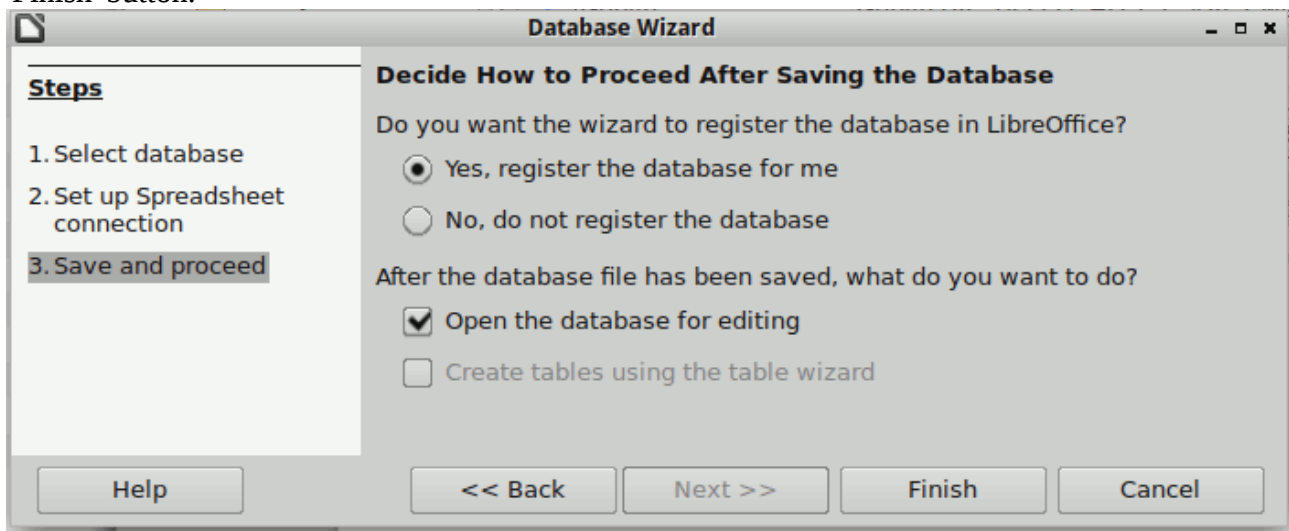 Database Wizard
Steps
1. Select database
2. Set up Spreadsheet
connection
3. Save and proceed
Decide How to Proceed After Saving the Database
Do you want the wizard to register the database in LibreOffice?
Yes, register the database for me
No, do not register the database
After the database file has been saved, what do you want to do?
Open the database for editing
Create tables using the table wizard
Help
<< Back
Next >>
Finish
Cancel